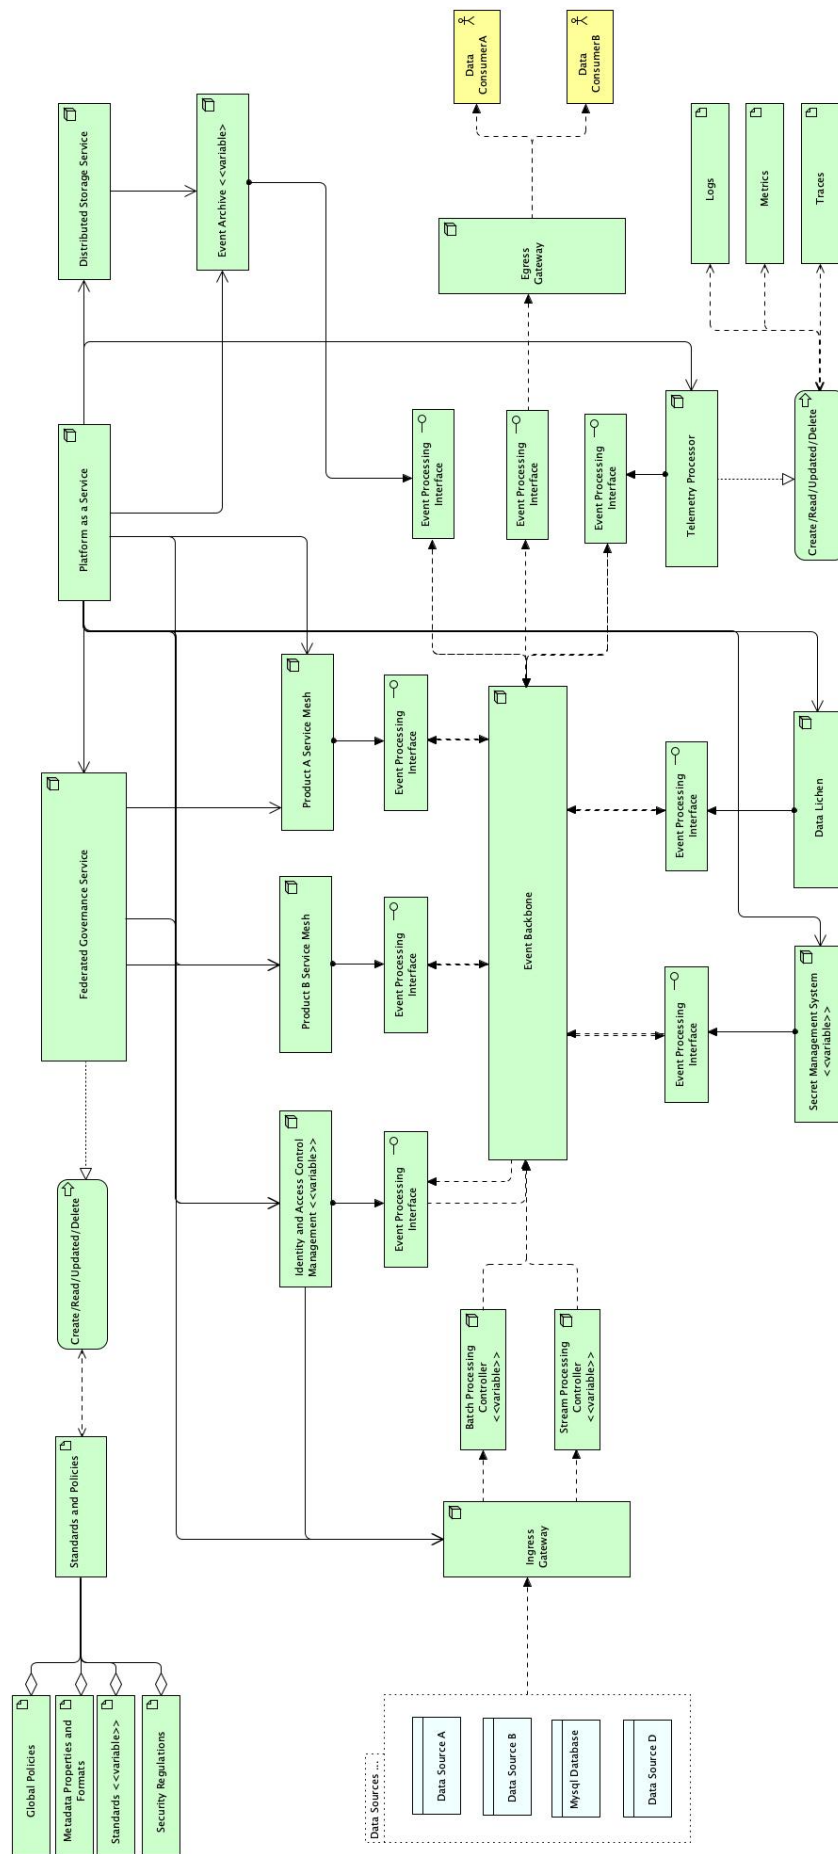 Global Policies
Metadata Properties and
Formats
Standards <<variable>>
Security Regulations
Standards and Policies
Create/Read/Updated/Delete
Federated Governance Service
Platform as a Service
Distributed Storage Service
Event Archive <<variable>
Identity and Access Control
Management <<variable>>
Product B Service Mesh
Product A Service Mesh
Event Processing
Interface
Event Processing
Interface
Event Processing
Interface
Event Processing
Interface
Data Sources ...
Data Source A
Data Source B
Mysql Database
Data Source D
Ingress
Gateway
Batch Processing
Controller
<<variable>>
Stream Processing
Controller
<<variable>>
Event Backbone
Event Processing
Interface
Event Processing
Interface
Egress
Gateway
Data
ConsumerA
Data
ConsumerB
Event Processing
Interface
Event Processing
Interface
Secret Management System
<<variable>>
Data Lichen
Telemetry Processor
Create/Read/Updated/Delete
Logs
Metrics
Traces